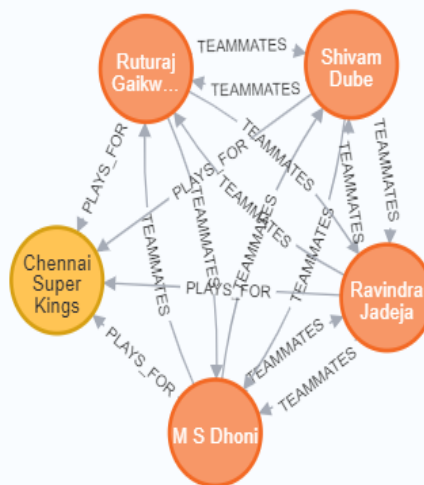 Ruturaj
Gaikw...
TEAMMATES
TEAMMATES
Shivam
Dube
PLAYS_FOR
PLAYS_FOR
TEAMMATES
TEAMMATES
TEAMMATES
TEAMMATES
TEAMMATES
TEAMMATES
TEAMMATES
TEAMMATES
Chennai
Super
Kings
PLAYS_FOR
Ravindra
Jadeja
PLAYS_FOR
TEAMMATES
TEAMMATES
M S Dhoni